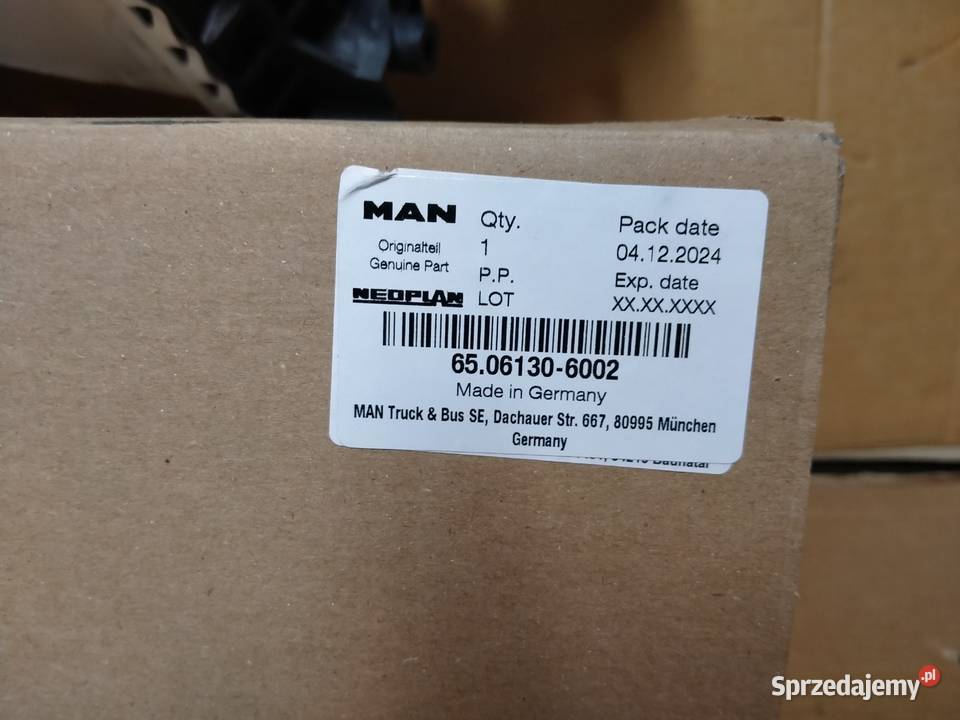 MAN
Originalteil
Genuine Part
NEOPLAN
Qty.
1
P.P.
LOT
Pack date
04.12.2024
Exp. date
XX.XX.XXXX
65.06130-6002
Made in Germany
MAN Truck & Bus SE, Dachauer Str. 667, 80995 München
Germany
Sprzedajemy.pl